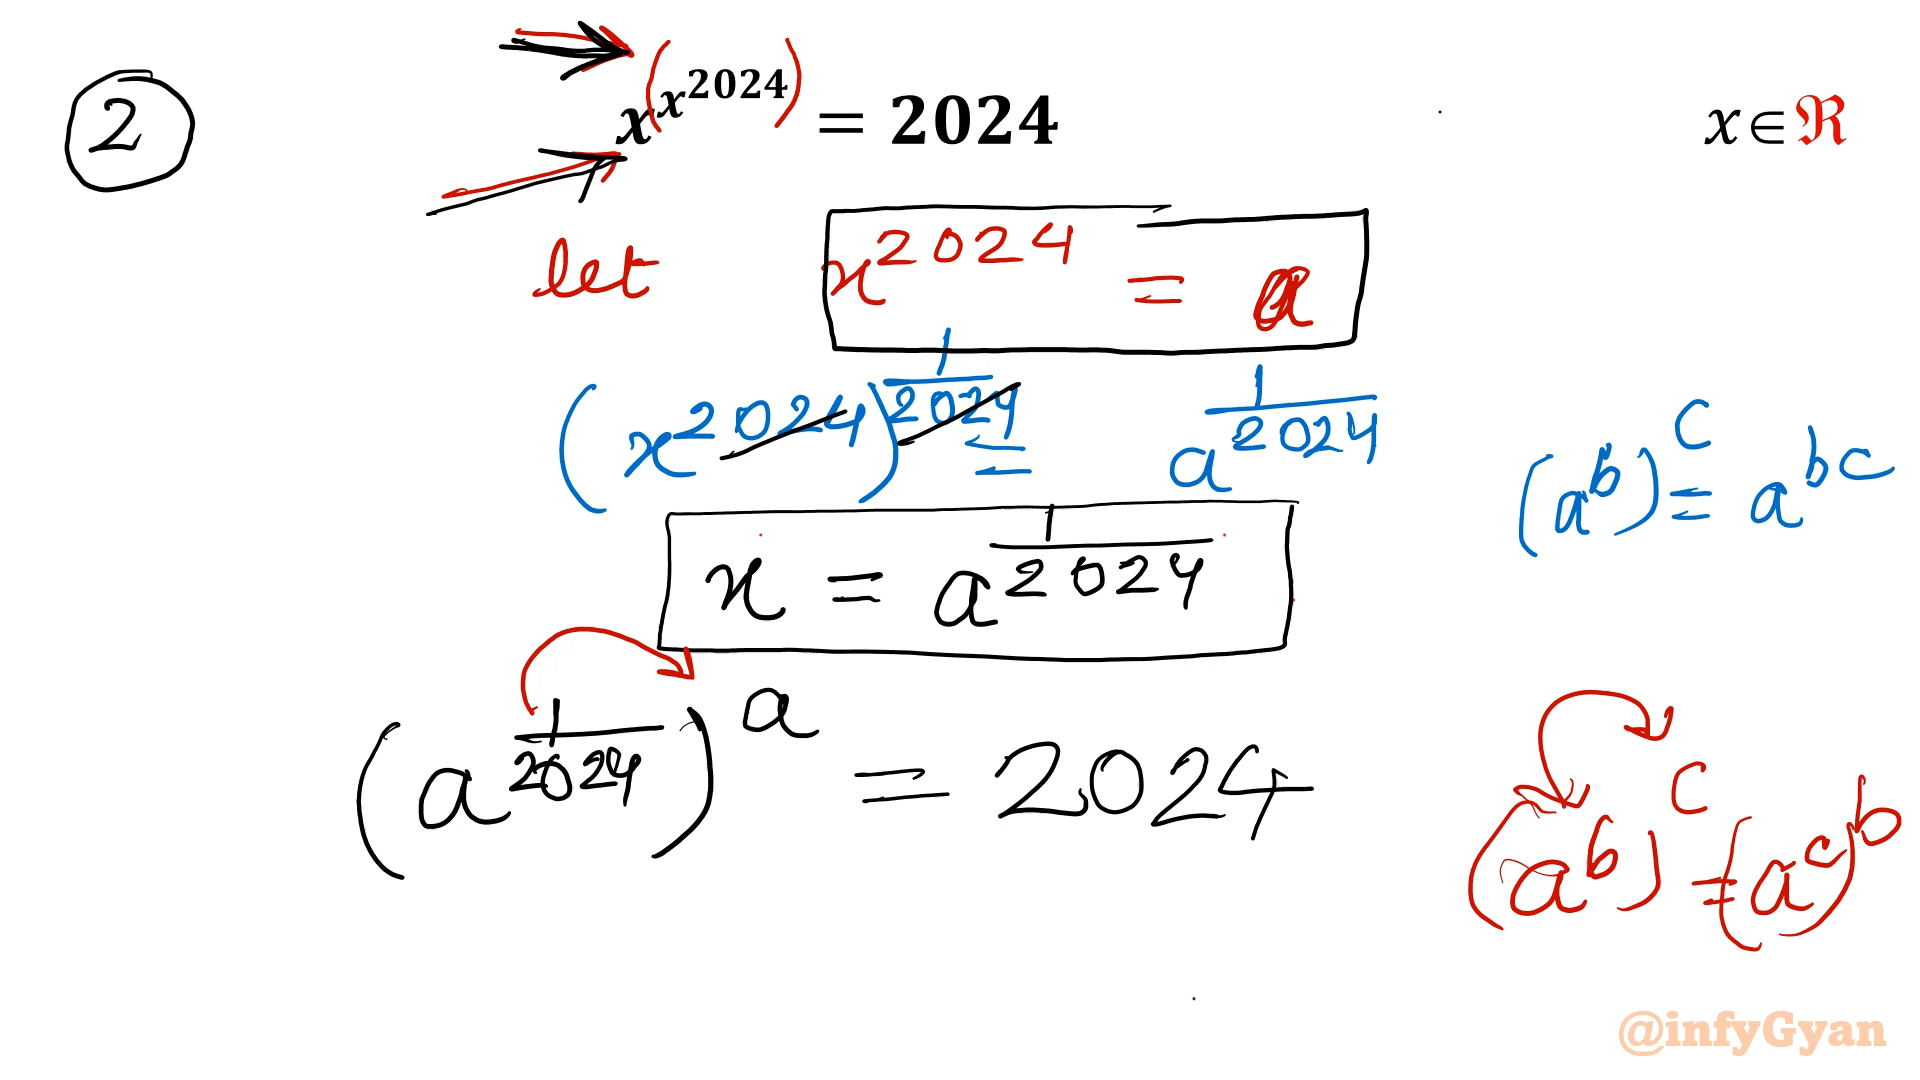 2
x^(x^2024) = 2024
x ∈ ℜ
let x^2024 = a
(x^2024)^(1/2024) = a^(1/2024)
(a^b)^c = a^bc
x = a^(1/2024)
(a^(1/2024))^a = 2024
(a^b)^c = (a^c)^b
@infyGyan